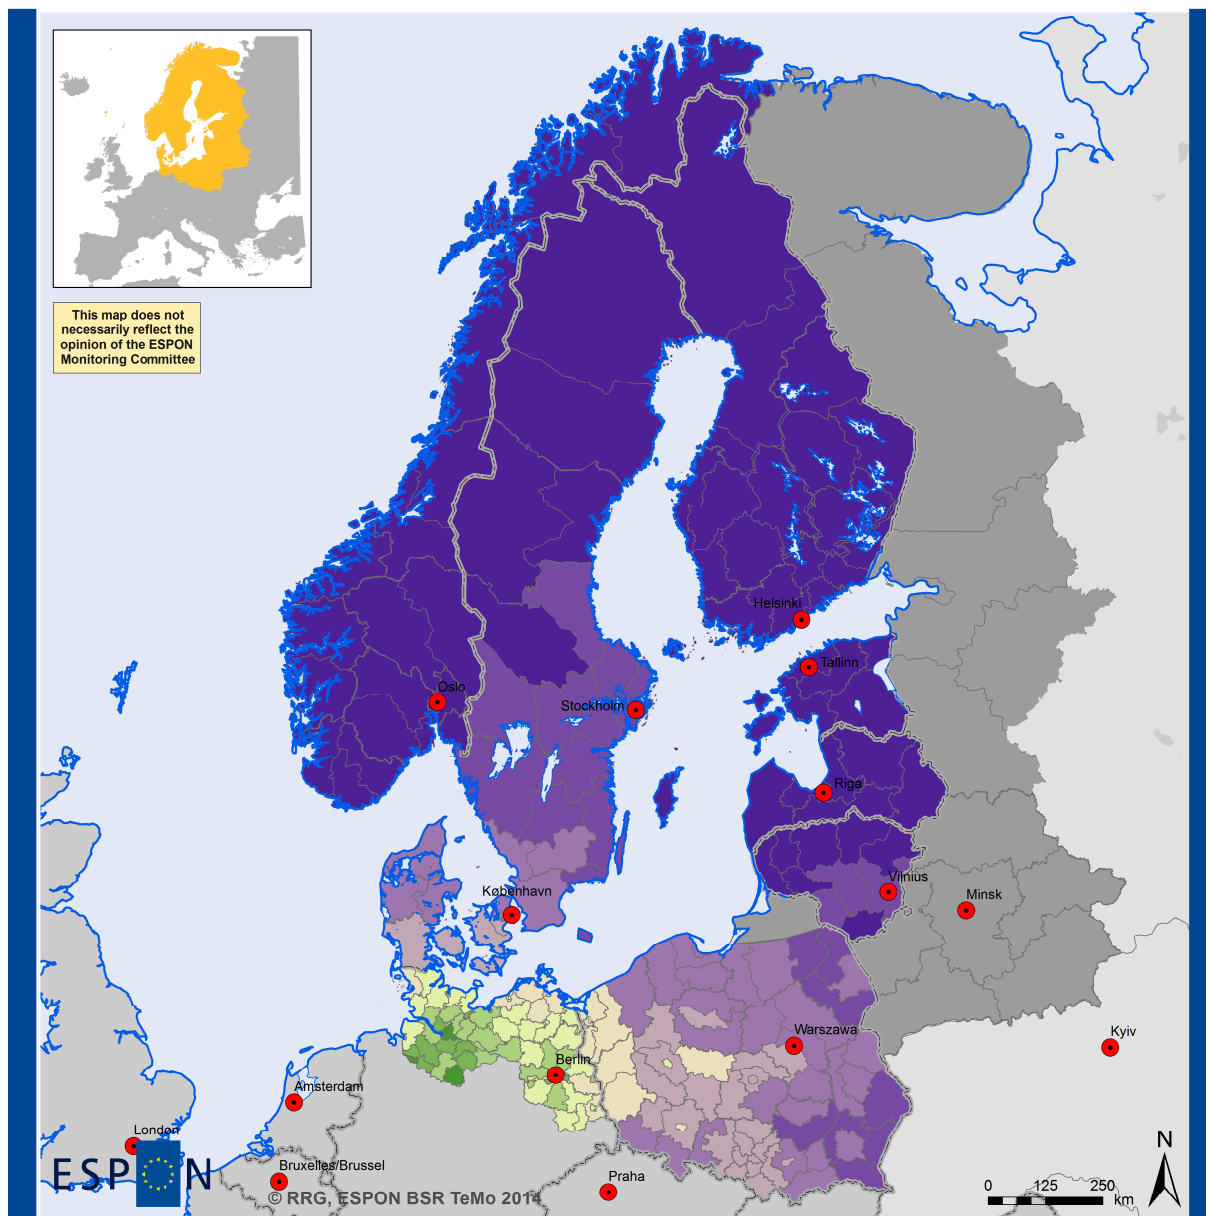 This map does not
necessarily reflect the
opinion of the ESPON
Monitoring Committee
Helsinki
Tallinn
Oslo
Stockholm
Riga
Vilnius
København
Minsk
Warszawa
Kyiv
Berlin
Amsterdam
London
Bruxelles/Brussel
Praha
ESPON
© RRG, ESPON BSR TeMo 2014
N
0 125 250
km